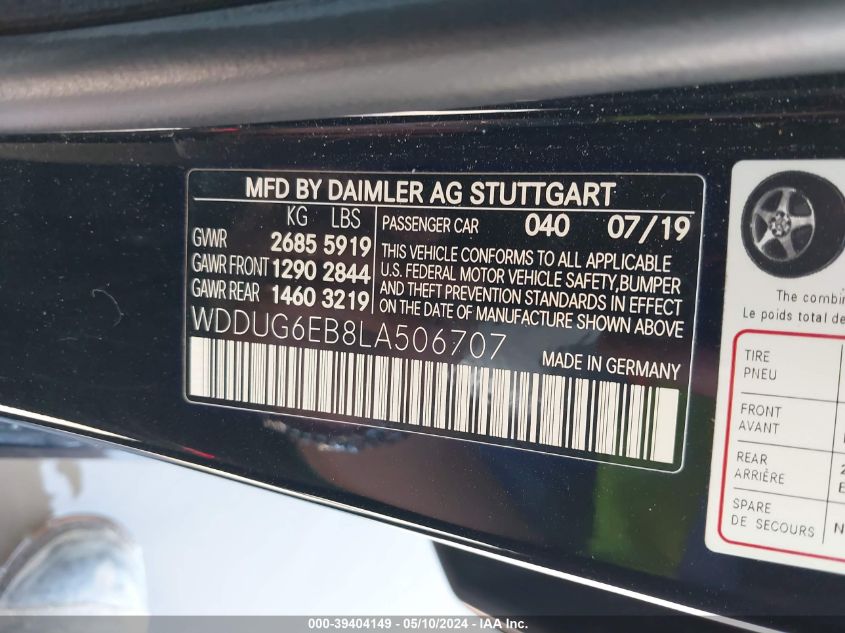 MFD BY DAIMLER AG STUTTGART
KG LBS
GVWR 2685 5919
GAWR FRONT 1290 2844
GAWR REAR 1460 3219
PASSENGER CAR 040 07/19
THIS VEHICLE CONFORMS TO ALL APPLICABLE
U.S. FEDERAL MOTOR VEHICLE SAFETY,BUMPER
AND THEFT PREVENTION STANDARDS IN EFFECT
ON THE DATE OF MANUFACTURE SHOWN ABOVE
WDDUG6EB8LA506707
MADE IN GERMANY
The combin
Le poids total de
TIRE
PNEU
FRONT
AVANT
REAR
ARRIÈRE
SPARE
DE SECOURS
000-39404149 - 05/10/2024 - IAAI, Inc.